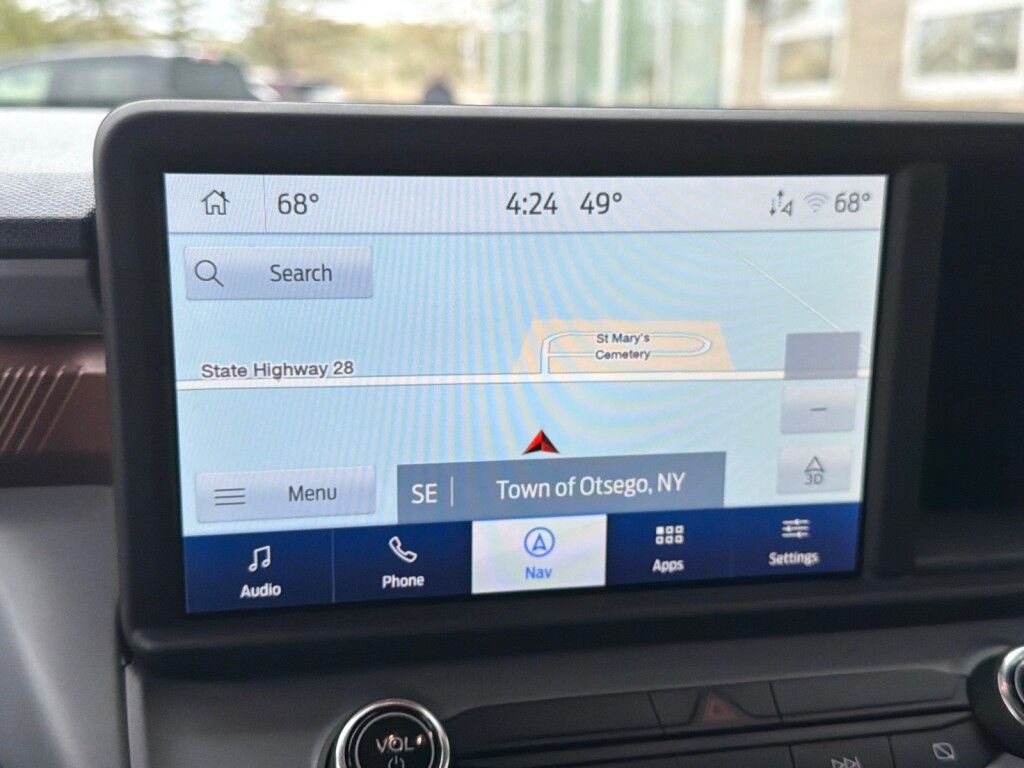 68° 4:24 49° 68°
Search
St Mary's
Cemetery
State Highway 28
3D
Menu
SE Town of Otsego, NY
Audio Phone Nav Apps Settings
VOL